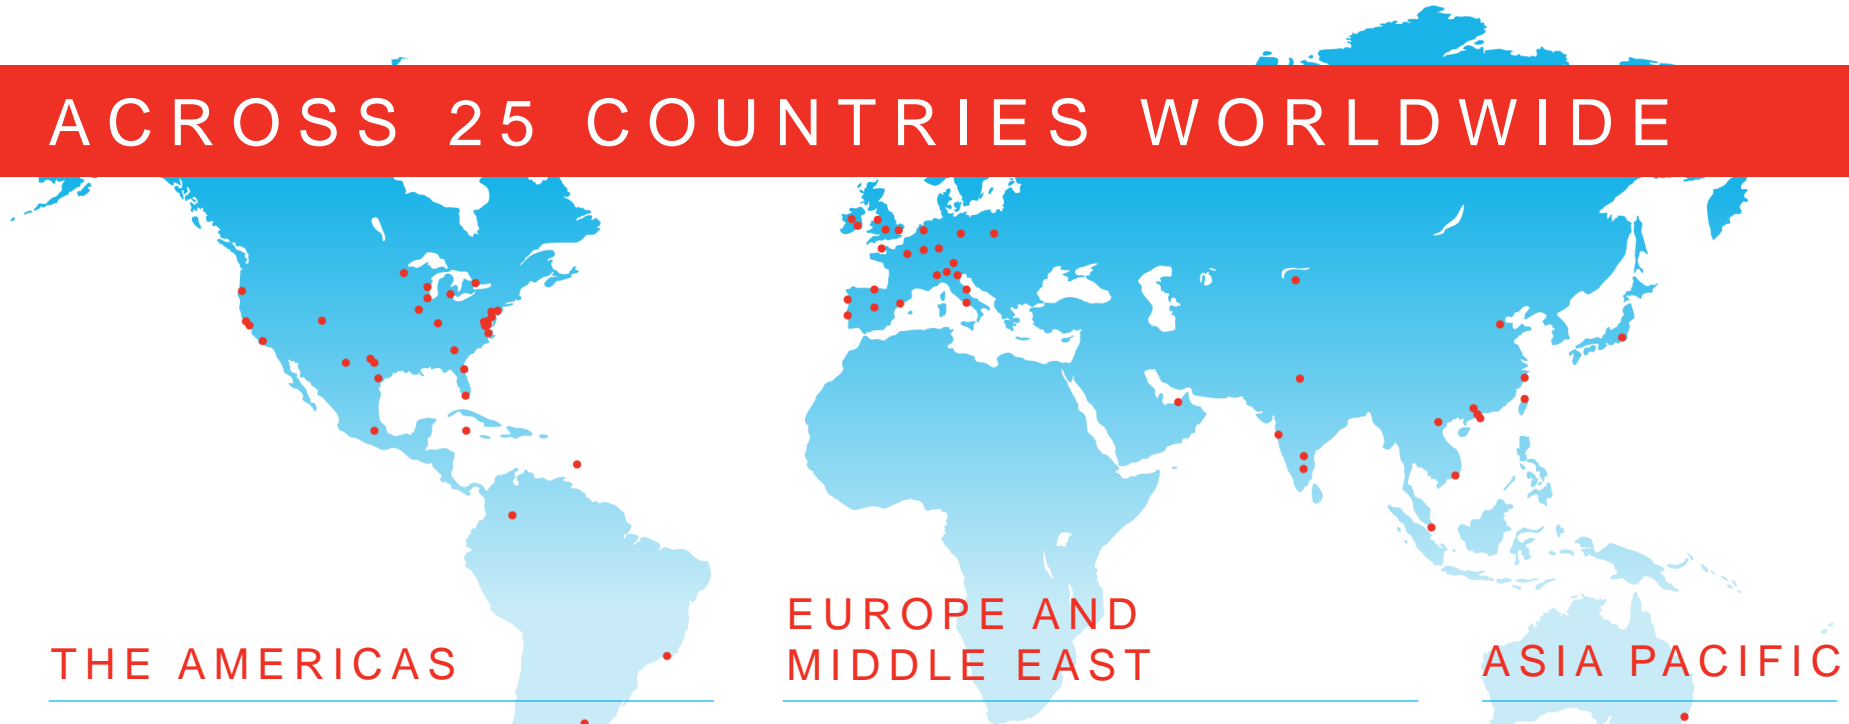 ACROSS 25 COUNTRIES WORLDWIDE
THE AMERICAS
EUROPE AND
MIDDLE EAST
ASIA PACIFIC